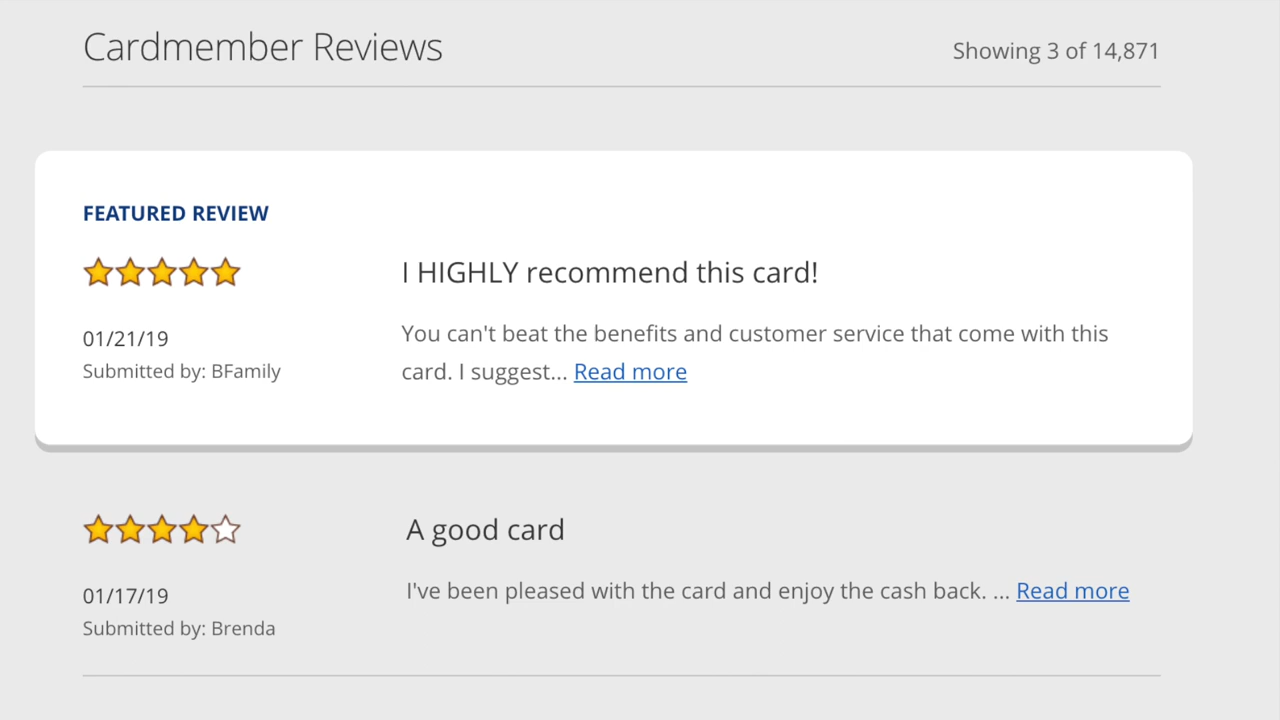 Cardmember Reviews
Showing 3 of 14,871
FEATURED REVIEW
I HIGHLY recommend this card!
01/21/19
Submitted by: BFamily
You can't beat the benefits and customer service that come with this
card. I suggest... Read more
A good card
01/17/19
Submitted by: Brenda
I've been pleased with the card and enjoy the cash back. ... Read more